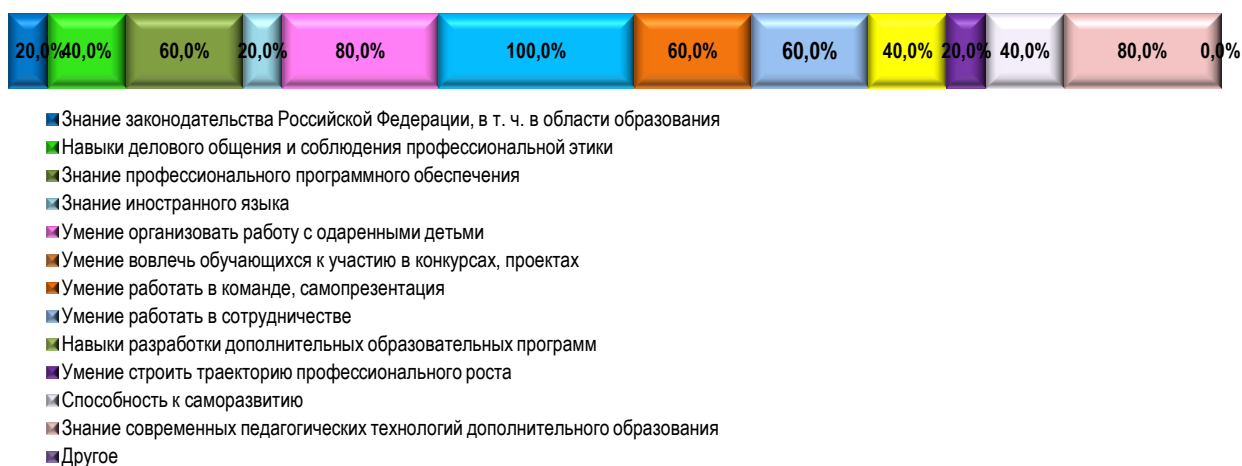 20,0% 40,0% 60,0% 20,0% 80,0% 100,0% 60,0% 60,0% 40,0% 20,0% 40,0% 80,0% 0,0%
Знание законодательства Российской Федерации, в т. ч. в области образования
Навыки делового общения и соблюдения профессиональной этики
Знание профессионального программного обеспечения
Знание иностранного языка
Умение организовать работу с одаренными детьми
Умение вовлечь обучающихся к участию в конкурсах, проектах
Умение работать в команде, самопрезентация
Умение работать в сотрудничестве
Навыки разработки дополнительных образовательных программ
Умение строить траекторию профессионального роста
Способность к саморазвитию
Знание современных педагогических технологий дополнительного образования
Другое